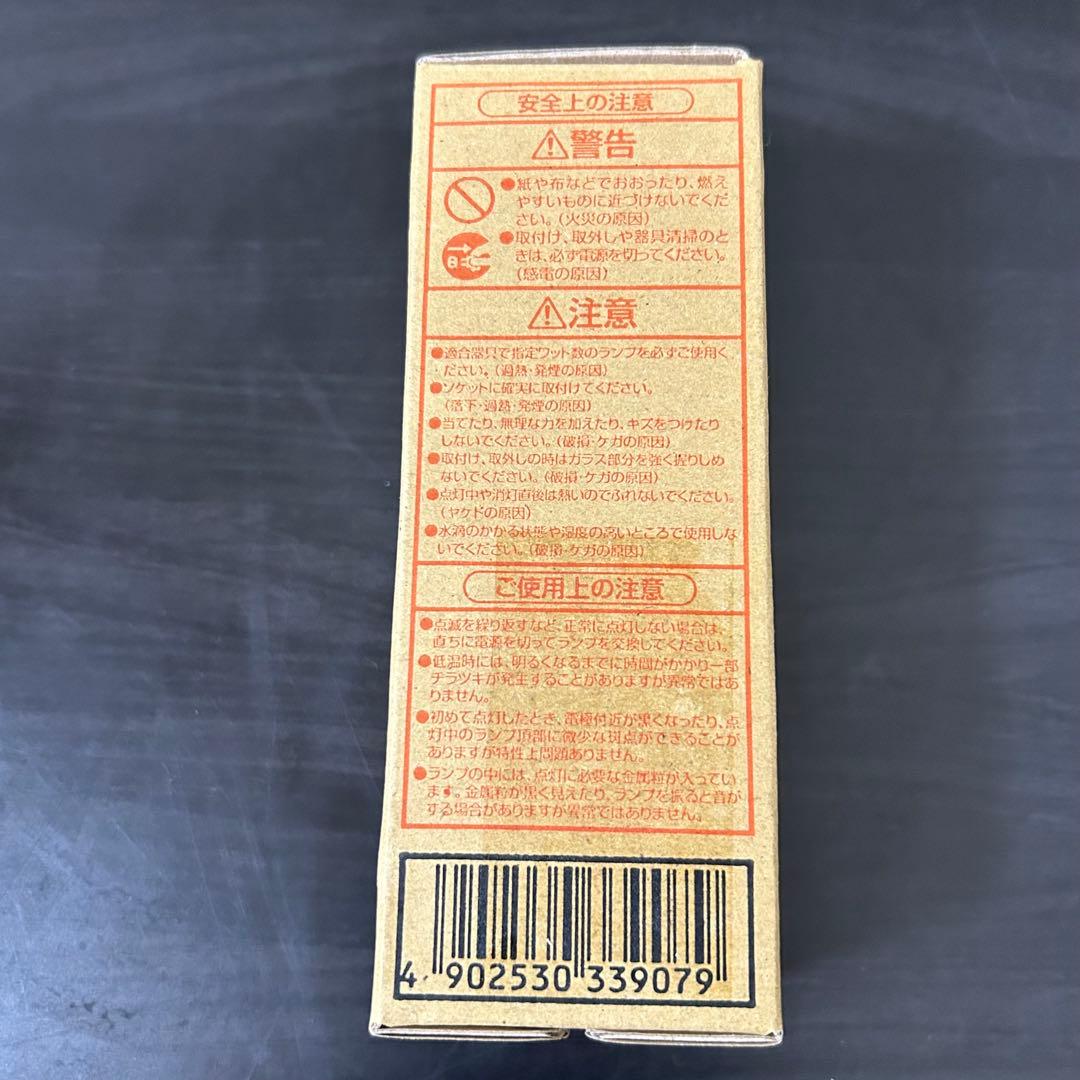 安全上の注意
⚠警告
●紙や布などでおおったり、燃え
やすいものに近づけないでくだ
さい。(火災の原因)
●取付け、取外しや器具清掃のと
きは、必ず電源を切ってください。
(感電の原因)
⚠注意
●適合器具で指定ワット数のランプを必ずご使用く
ださい。(過熱・発煙の原因)
●ソケットに確実に取付けてください。
(落下・過熱・発煙の原因)
●当てたり、無理な力を加えたり、キズをつけたり
しないでください。(破損・ケガの原因)
●取付け、取外しの時はガラス部分を強く握りしめ
ないでください。(破損・ケガの原因)
●点灯中や消灯直後は熱いのでふれないでください。
(ヤケドの原因)
●水滴のかかる状態や湿度の高いところで使用しな
いでください。(破損・ケガの原因)
ご使用上の注意
●点滅を繰り返すなど、正常に点灯しない場合は、
直ちに電源を切ってランプを交換してください。
●低温時には、明るくなるまでに時間がかかり一部
チラツキが発生することがありますが異常ではあ
りません。
●初めて点灯したとき、電極付近が黒くなったり、点
灯中のランプ頂部に微少な斑点ができることが
ありますが特性上問題ありません。
●ランプの中には、点灯に必要な金属粒が入ってい
ます。金属粒が黒く見えたり、ランプを振ると音が
する場合がありますが異常ではありません。
4 902530 339079